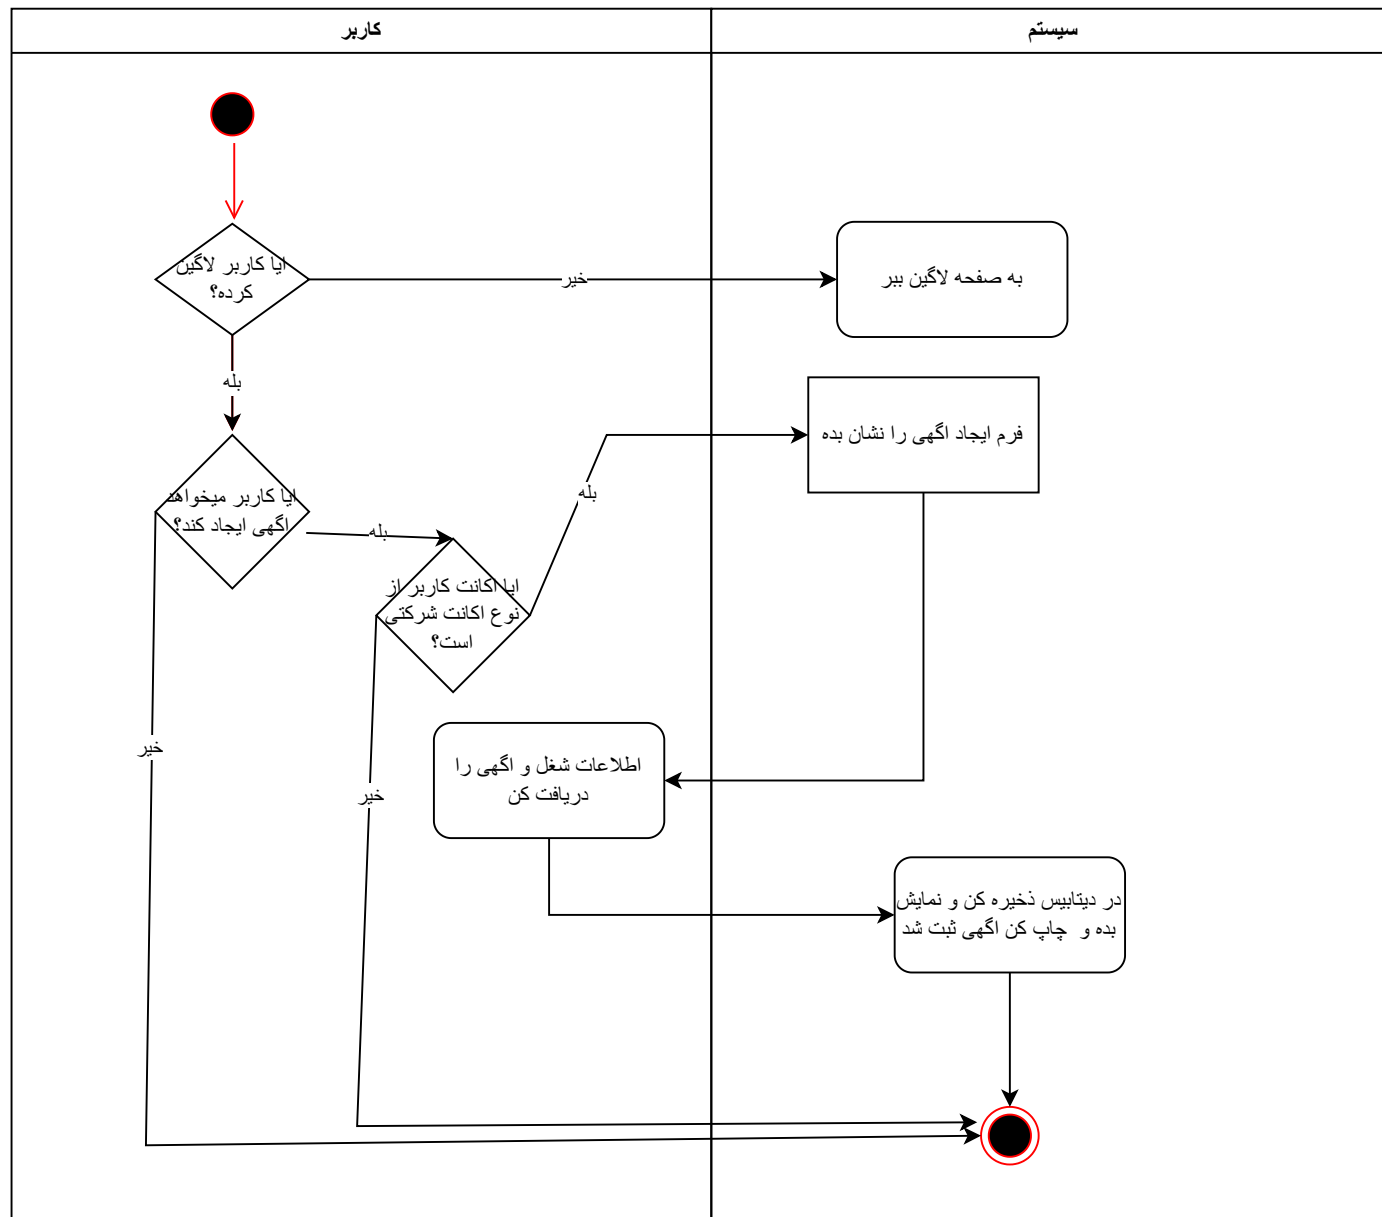 کاربر
سیستم
ایا کاربر لاگین
کرده؟
خیر
به صفحه لاگین ببر
بله
فرم ایجاد اگهی را نشان بده
ایا کاربر میخواهد
اگهی ایجاد کند؟
بله
بله
ایا اکانت کاربر از
نوع اکانت شرکتی
است؟
خیر
خیر
اطلاعات شغل و اگهی را
دریافت کن
در دیتابیس ذخیره کن و نمایش
بده و چاپ کن اگهی ثبت شد